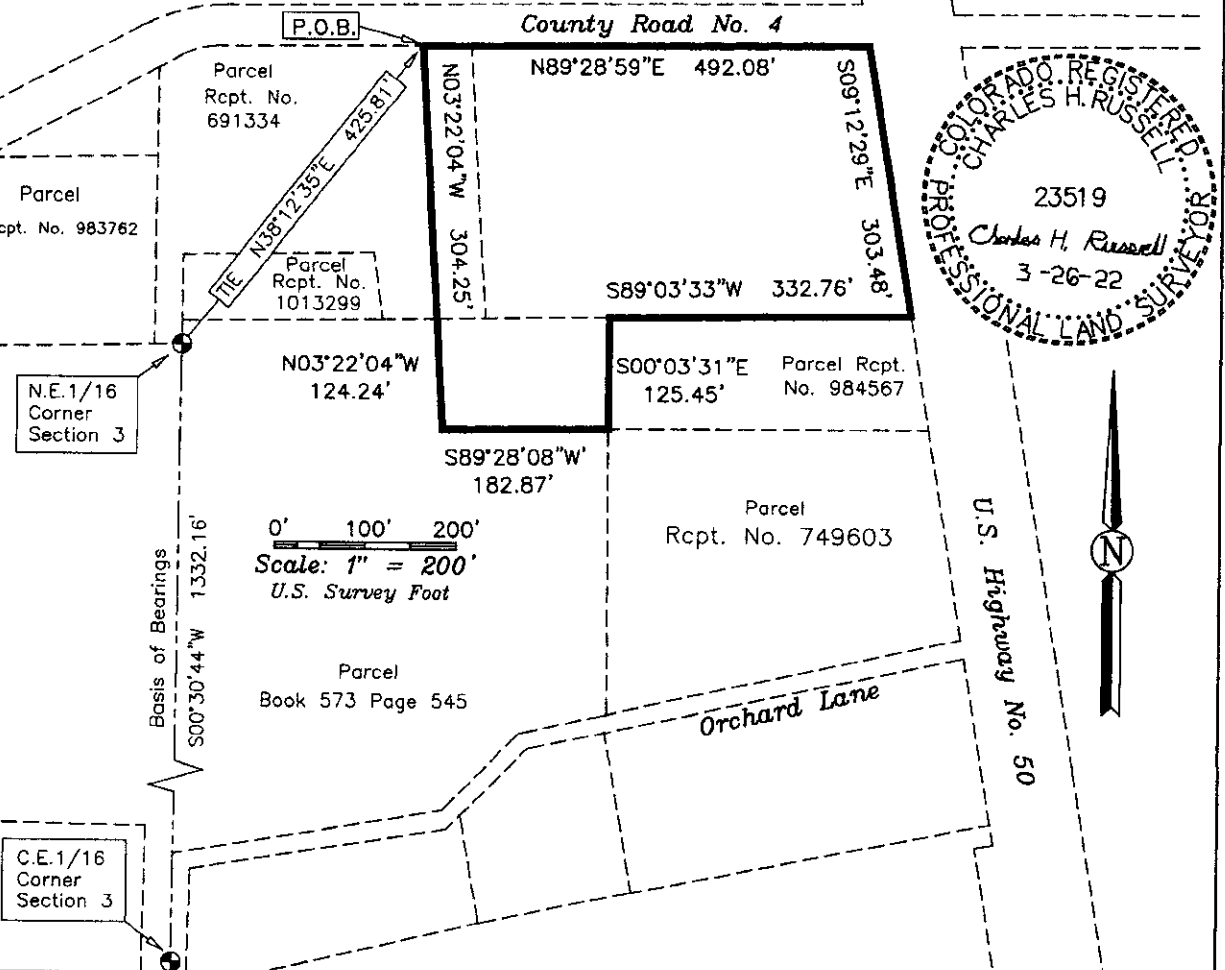 P.O.B.
County Road No. 4
N89°28'59"E 492.08'
Parcel
Rcpt. No.
691334
TIE N38°12'35"E 425.81'
N03°22'04"W 304.25'
S09°12'29"E 303.48'
COLORADO REGISTERED
CHARLES H. RUSSELL
23519
Charles H. Russell
3-26-22
PROFESSIONAL LAND SURVEYOR
Parcel
cpt. No. 983762
Parcel
Rcpt. No.
1013299
S89°03'33"W 332.76'
N03°22'04"W
124.24'
S00°03'31"E
125.45'
Parcel Rcpt.
No. 984567
N.E.1/16
Corner
Section 3
S89°28'08"W'
182.87'
Parcel
Rcpt. No. 749603
0' 100' 200'
Scale: 1" = 200'
U.S. Survey Foot
N
Basis of Bearings
S00°30'44"W 1332.16'
U.S. Highway No. 50
Parcel
Book 573 Page 545
Orchard Lane
C.E.1/16
Corner
Section 3